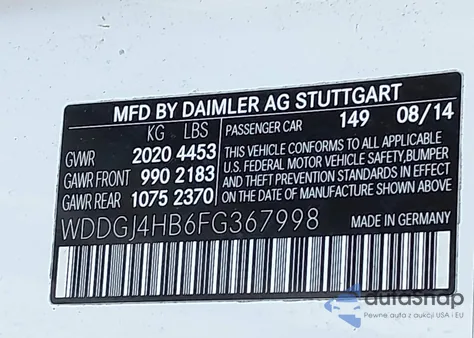 MFD BY DAIMLER AG STUTTGART
KG LBS
GVWR 2020 4453
GAWR FRONT 990 2183
GAWR REAR 1075 2370
PASSENGER CAR 149 08/14
THIS VEHICLE CONFORMS TO ALL APPLICABLE
U.S. FEDERAL MOTOR VEHICLE SAFETY, BUMPER
AND THEFT PREVENTION STANDARDS IN EFFECT
ON THE DATE OF MANUFACTURE SHOWN ABOVE.
WDDGJ4HB6FG367998 MADE IN GERMANY
autosnap
Pewne auta z aukcji USA i EU